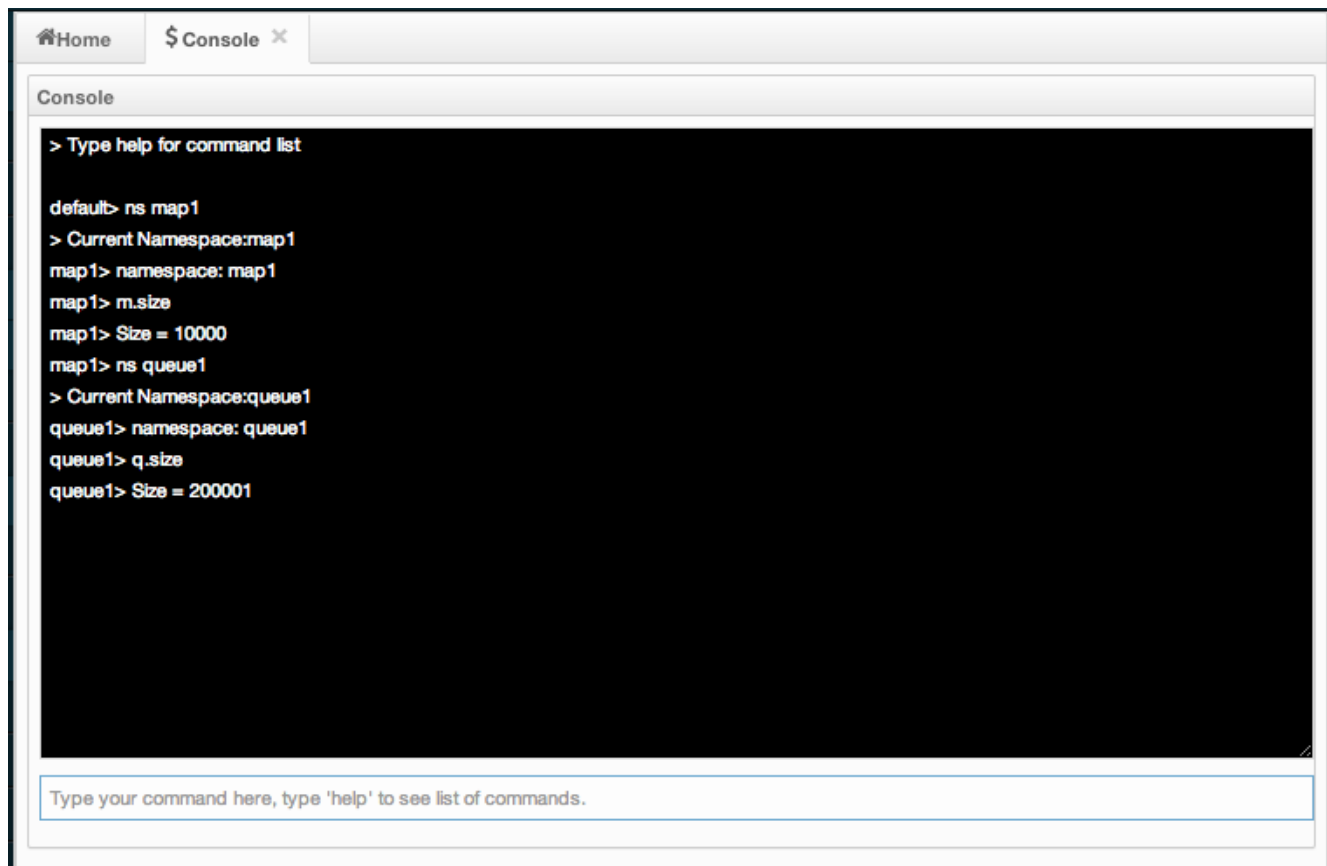 Home
$ Console ×
Console
> Type help for command list
default> ns map1
> Current Namespace:map1
map1> namespace: map1
map1> m.size
map1> Size = 10000
map1> ns queue1
> Current Namespace:queue1
queue1> namespace: queue1
queue1> q.size
queue1> Size = 200001
Type your command here, type 'help' to see list of commands.